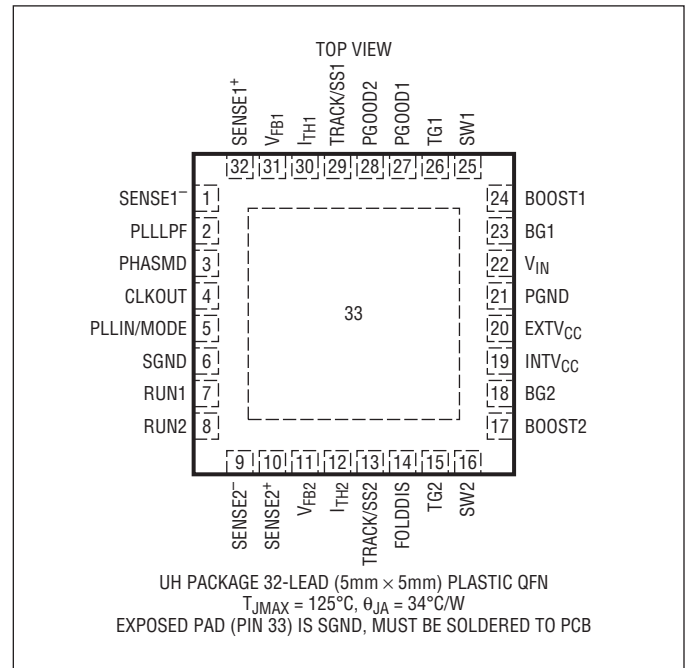 TOP VIEW
SENSE1+
VFB1
ITH1
TRACK/SS1
PGOOD2
PGOOD1
TG1
SW1
32 31 30 29 28 27 26 25
SENSE1– 1
PLLLPF 2
PHASMD 3
CLKOUT 4
PLLIN/MODE 5
SGND 6
RUN1 7
RUN2 8
33
24 BOOST1
23 BG1
22 VIN
21 PGND
20 EXTVCC
19 INTVCC
18 BG2
17 BOOST2
9 10 11 12 13 14 15 16
SENSE2–
SENSE2+
VFB2
ITH2
TRACK/SS2
FOLDDIS
TG2
SW2
UH PACKAGE 32-LEAD (5mm × 5mm) PLASTIC QFN
TJMAX = 125°C, θJA = 34°C/W
EXPOSED PAD (PIN 33) IS SGND, MUST BE SOLDERED TO PCB